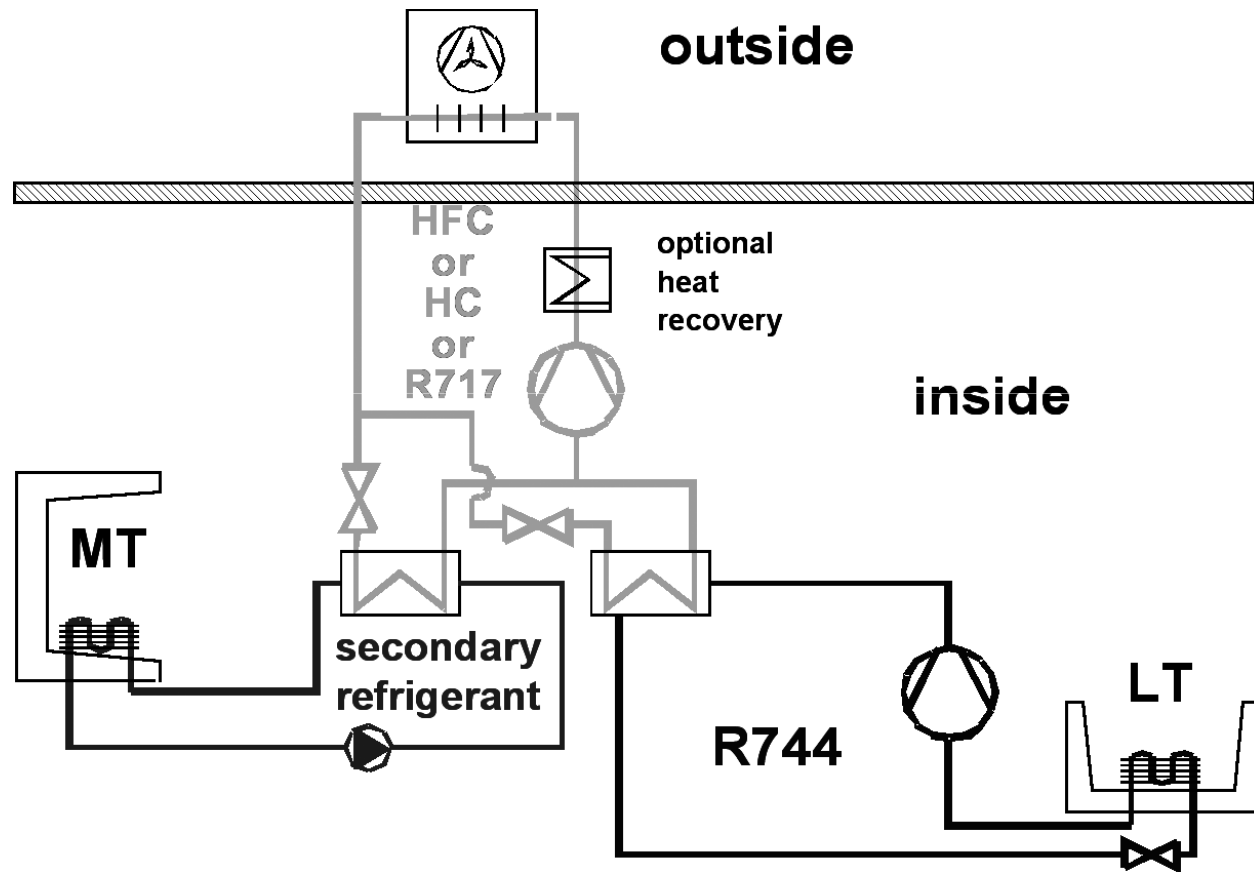 outside
HFC
or
HC
or
R717
optional
heat
recovery
inside
MT
secondary
refrigerant
LT
R744